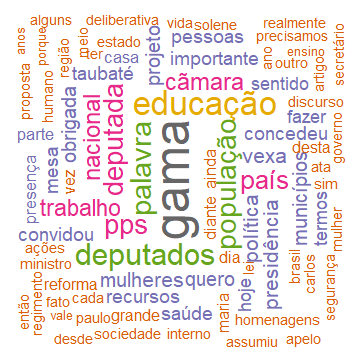 alguns deliberativa vida solene realmente
pessoas precisamos
anos porque estado casa projeto importante ano ensino outro secretário
proposta humano região ter pelo taubaté câmara sentido artigo
nacional deputada educação discurso
parte obrigada palavra gama população concedeu fazer governo
presença mesa vez diante ainda vexa desta ata
trabalho país municípios sim
convidou pps política termos mulher
ações deputados dia presidência
ministro mulheres quero hoje lei brasil carlos segurança
então regimento reforma recursos
fato cada saúde maria
vale paulo grande homenagens
desde sociedade interno assumiu apelo